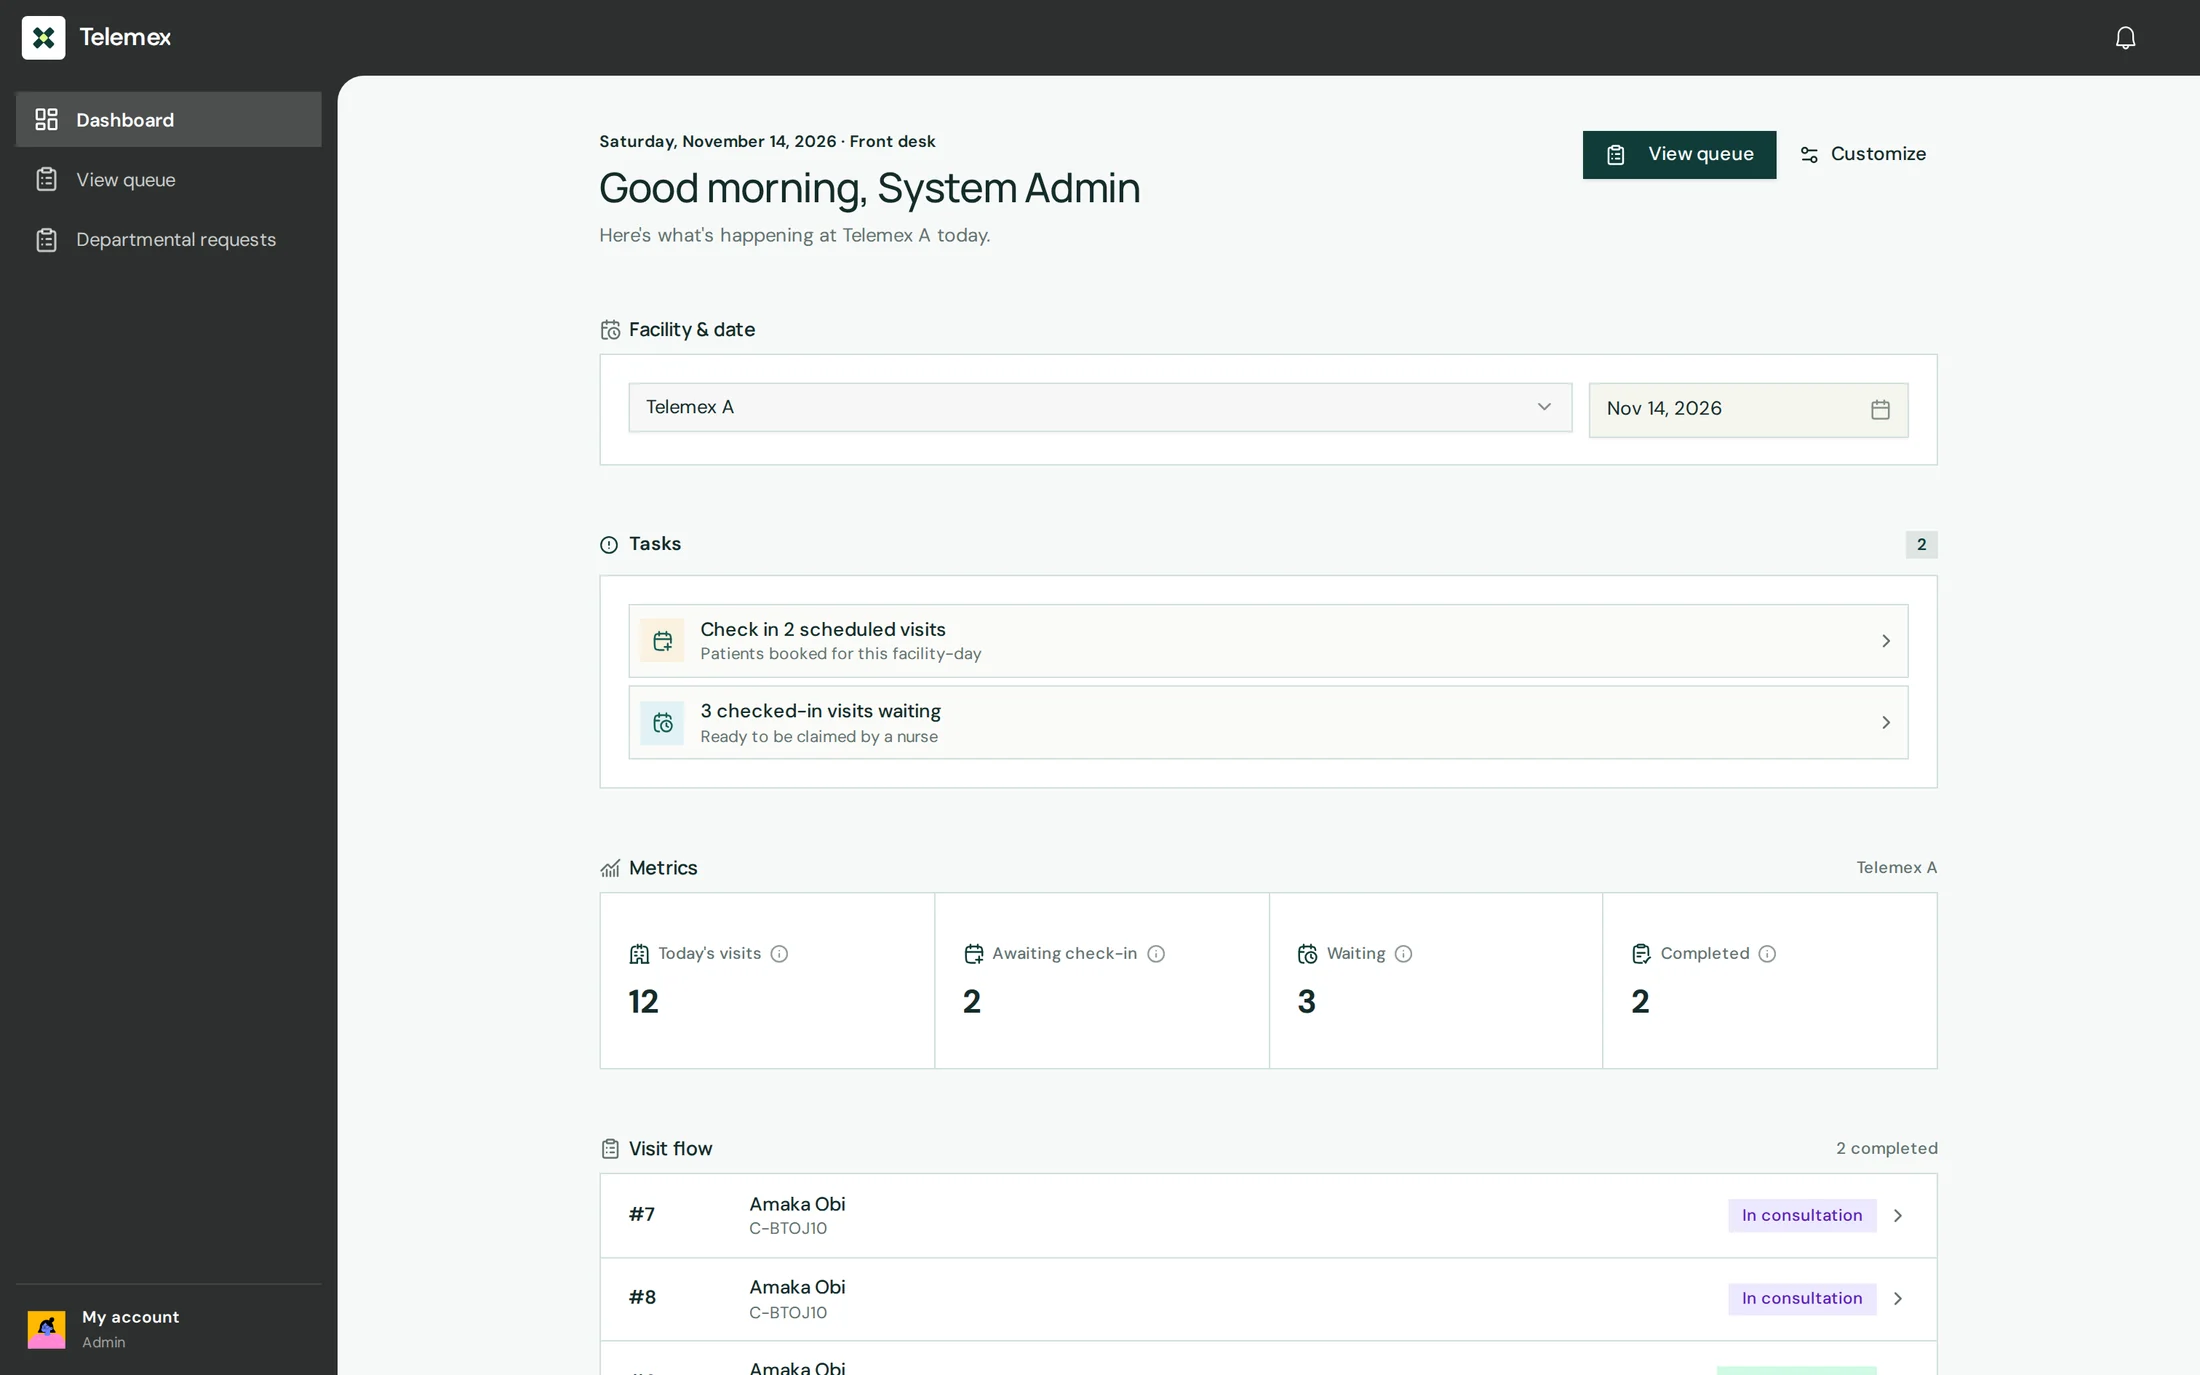 Telemex
Dashboard
View queue
Departmental requests
Saturday, November 14, 2026 · Front desk
Good morning, System Admin
Here's what's happening at Telemex A today.
View queue
Customize
Facility & date
Telemex A
Nov 14, 2026
Tasks
2
Check in 2 scheduled visits
Patients booked for this facility-day
3 checked-in visits waiting
Ready to be claimed by a nurse
Metrics
Telemex A
Today's visits
12
Awaiting check-in
2
Waiting
3
Completed
2
Visit flow
2 completed
#7
Amaka Obi
C-BTOJ10
In consultation
#8
Amaka Obi
C-BTOJ10
In consultation
Amaka Obi
My account
Admin